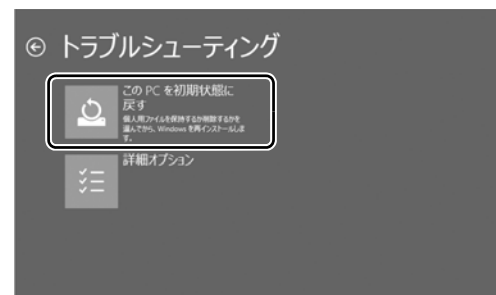 トラブルシューティング
この PC を初期状態に
戻す
個人用ファイルを保持するか削除するかを
選んでから、Windows を再インストールしま
す。
詳細オプション